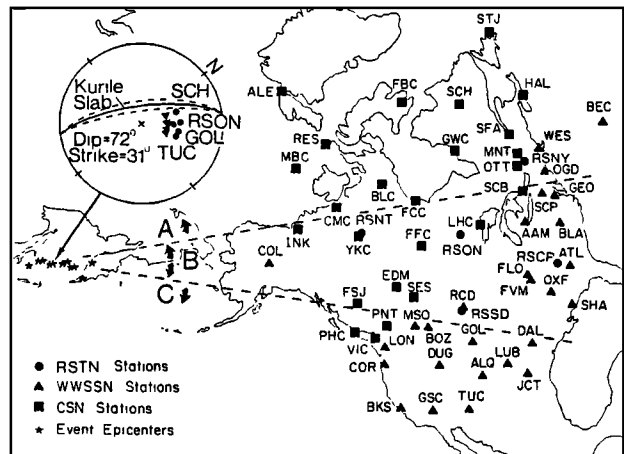 N
Kurile
Slab
SCH
RSON
GOL
TUC
Dip=72°
Strike=31°
STJ
ALE
FBC
SCH
HAL
BEC
RES
MBC
GWC
SFA
WES
MNT
RSNY
OTT
OGD
BLC
SCB
GEO
SCP
CMC
RSNT
FCC
LHC
AAM
BLA
INK
YKC
FFC
RSON
RSCP
ATL
A
B
C
COL
FLO
FVM
OXF
EDM
SES
SHA
FSJ
RCD
RSSD
PNT
MSO
GOL
DAL
PHC
VIC
LON
BOZ
DUG
LUB
COR
ALQ
JCT
BKS
GSC
TUC
RSTN Stations
WWSSN Stations
CSN Stations
Event Epicenters